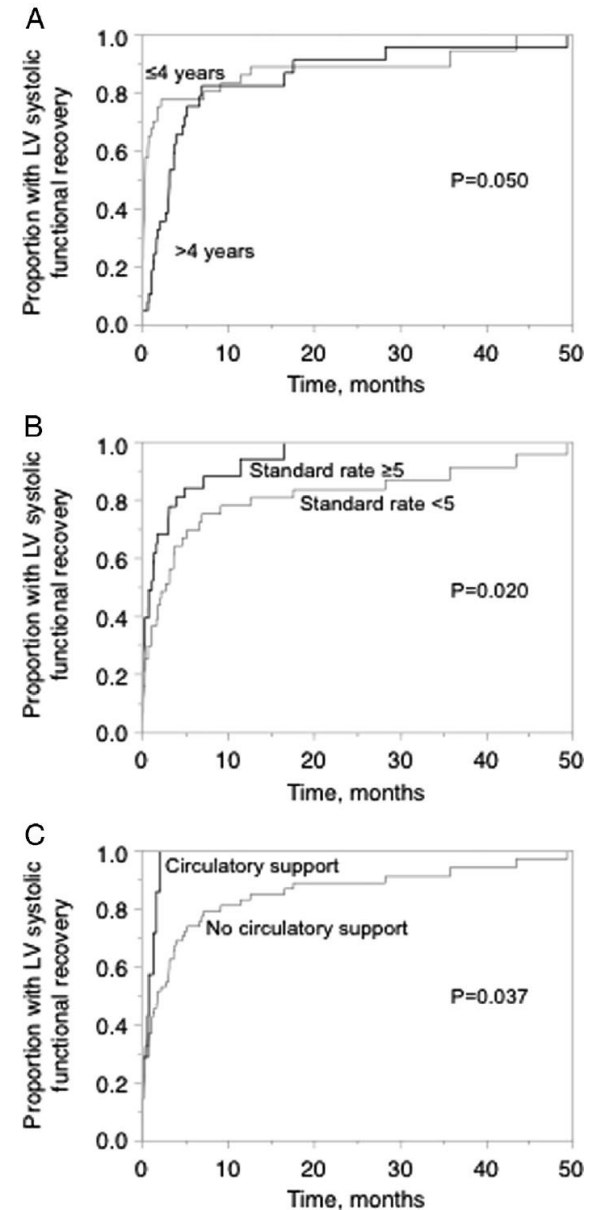 A
Proportion with LV systolic
functional recovery
1.0
0.8
0.6
0.4
0.2
0.0
≤4 years
>4 years
P=0.050
0 10 20 30 40 50
Time, months
B
Proportion with LV systolic
functional recovery
1.0
0.8
0.6
0.4
0.2
0.0
Standard rate ≥5
Standard rate <5
P=0.020
0 10 20 30 40 50
Time, months
C
Proportion with LV systolic
functional recovery
1.0
0.8
0.6
0.4
0.2
0.0
Circulatory support
No circulatory support
P=0.037
0 10 20 30 40 50
Time, months